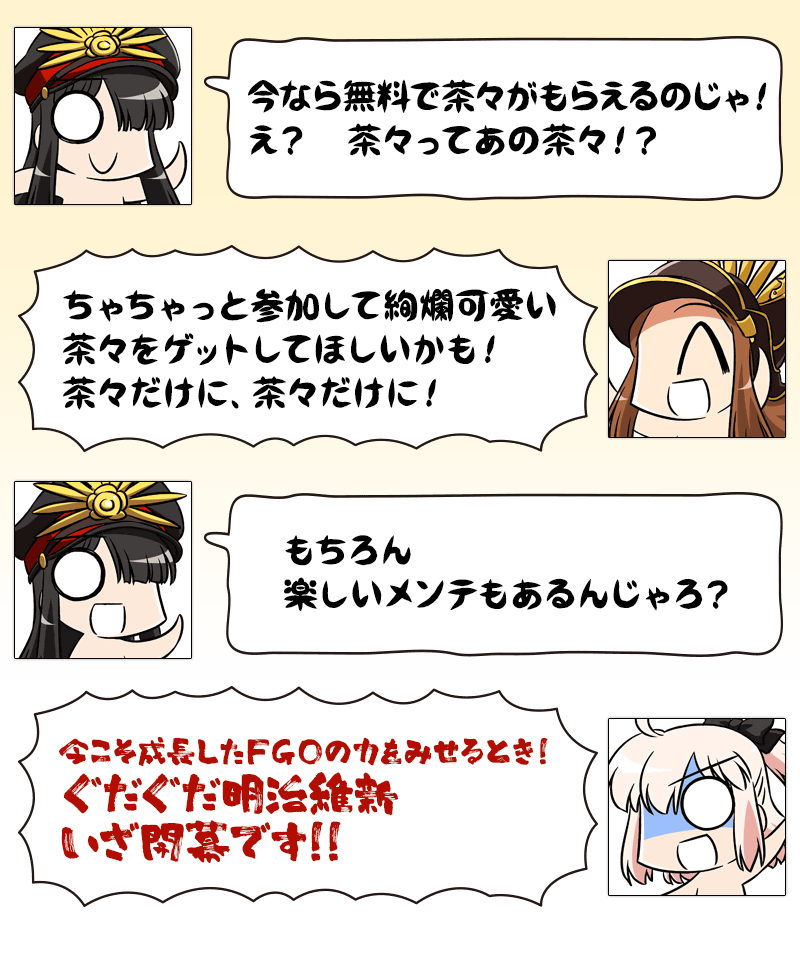 今なら無料で茶々がもらえるのじゃ!
え?　茶々ってあの茶々!?
ちゃちゃっと参加して絢爛可愛い
茶々をゲットしてほしいかも!
茶々だけに、茶々だけに!
もちろん
楽しいメンテもあるんじゃろ?
今こそ成長したFGOの力をみせるとき!
ぐだぐだ明治維新
いざ開幕です!!